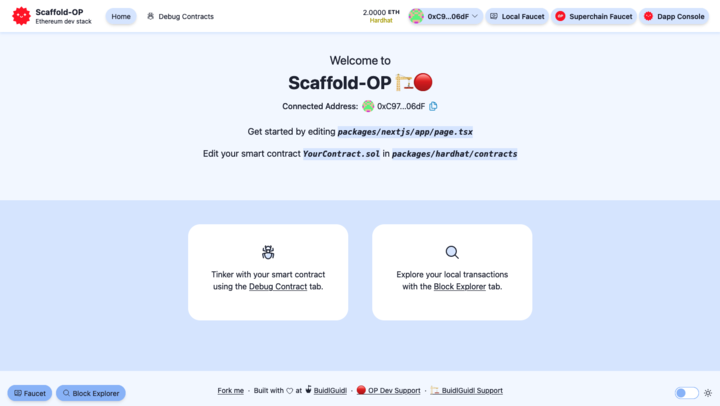 Scaffold-OP
Ethereum dev stack
Home
Debug Contracts
2.0000 ETH
Hardhat
0xC9...06dF
Local Faucet
Superchain Faucet
Dapp Console
Welcome to
Scaffold-OP
Connected Address: 0xC97...06dF
Get started by editing packages/nextjs/app/page.tsx
Edit your smart contract YourContract.sol in packages/hardhat/contracts
Tinker with your smart contract
using the Debug Contract tab.
Explore your local transactions
with the Block Explorer tab.
Faucet
Block Explorer
Fork me · Built with at BuidlGuidl · OP Dev Support · BuidlGuidl Support